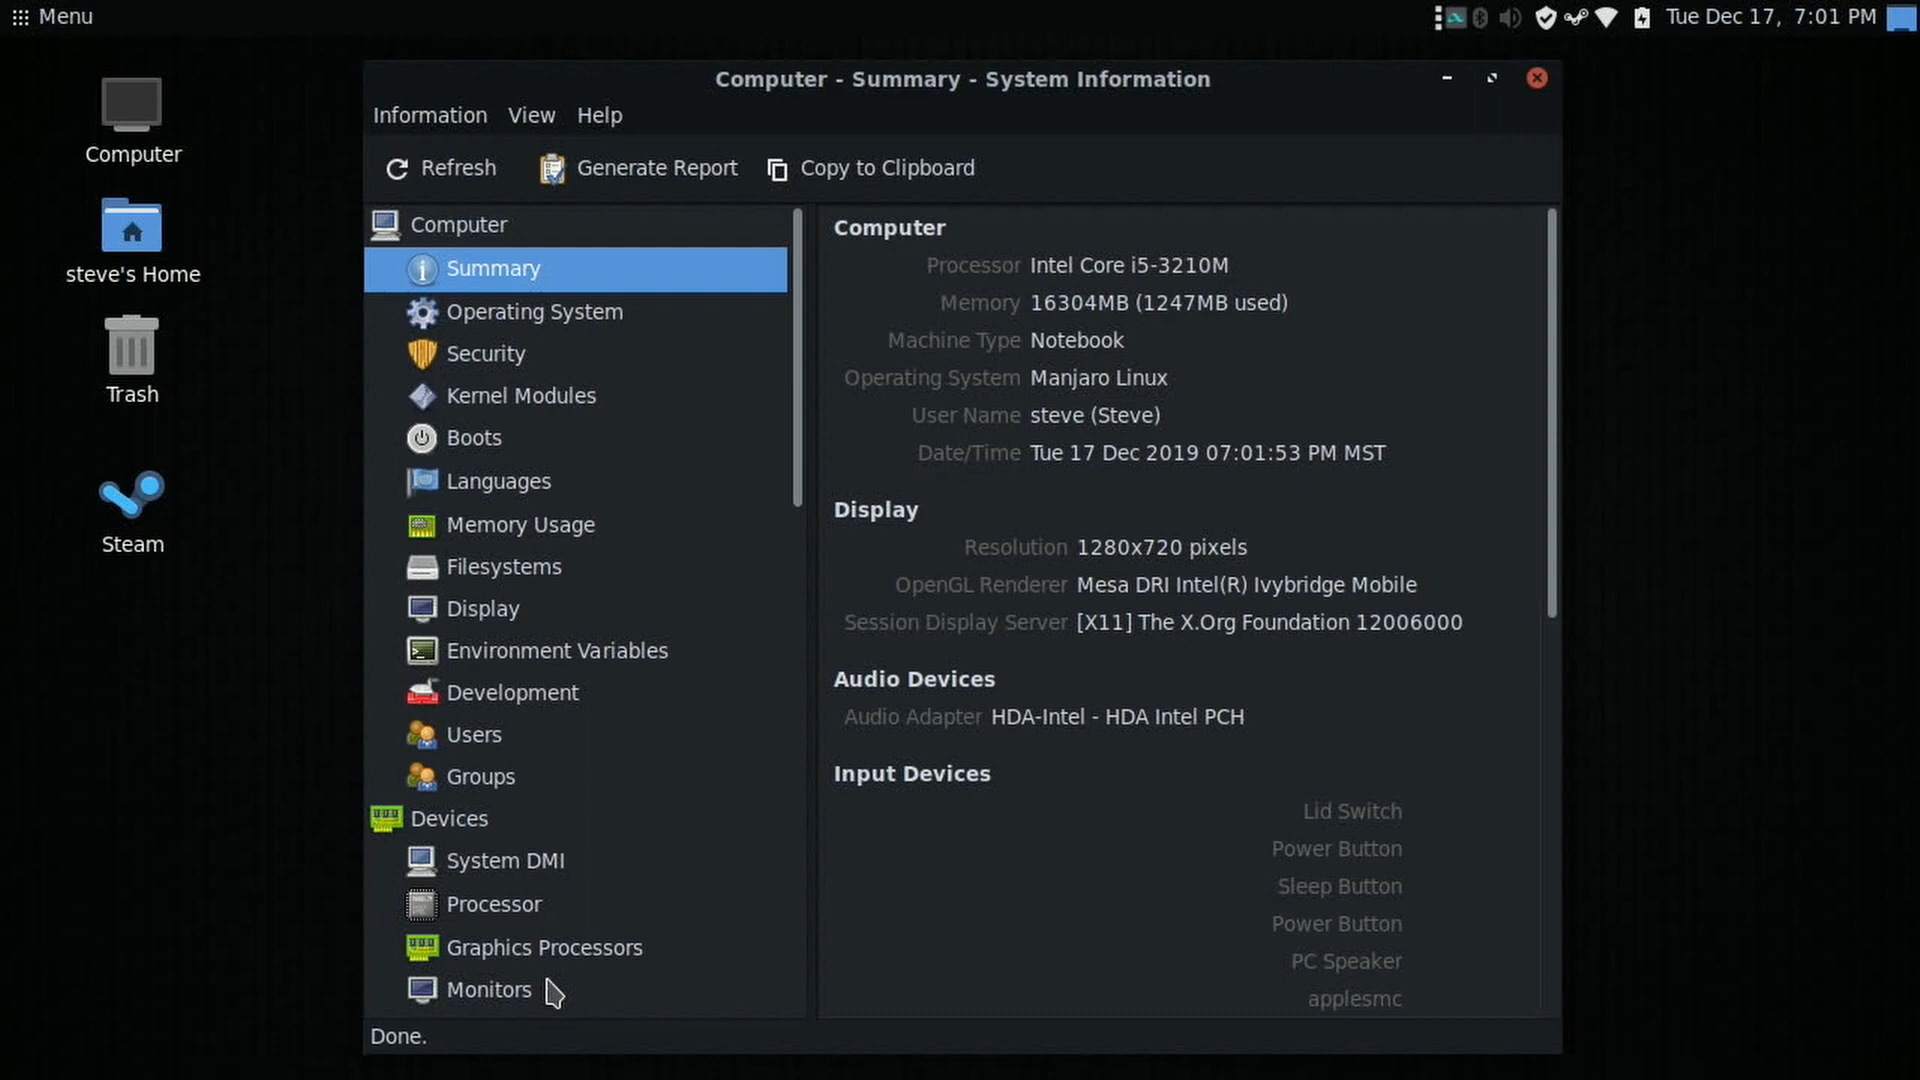 Menu
Tue Dec 17, 7:01 PM
Computer
steve's Home
Trash
Steam
Computer - Summary - System Information
Information View Help
Refresh Generate Report Copy to Clipboard
Computer
Summary
Operating System
Security
Kernel Modules
Boots
Languages
Memory Usage
Filesystems
Display
Environment Variables
Development
Users
Groups
Devices
System DMI
Processor
Graphics Processors
Monitors
Computer
Processor Intel Core i5-3210M
Memory 16304MB (1247MB used)
Machine Type Notebook
Operating System Manjaro Linux
User Name steve (Steve)
Date/Time Tue 17 Dec 2019 07:01:53 PM MST
Display
Resolution 1280x720 pixels
OpenGL Renderer Mesa DRI Intel(R) Ivybridge Mobile
Session Display Server [X11] The X.Org Foundation 12006000
Audio Devices
Audio Adapter HDA-Intel - HDA Intel PCH
Input Devices
Lid Switch
Power Button
Sleep Button
Power Button
PC Speaker
applesmc
Done.